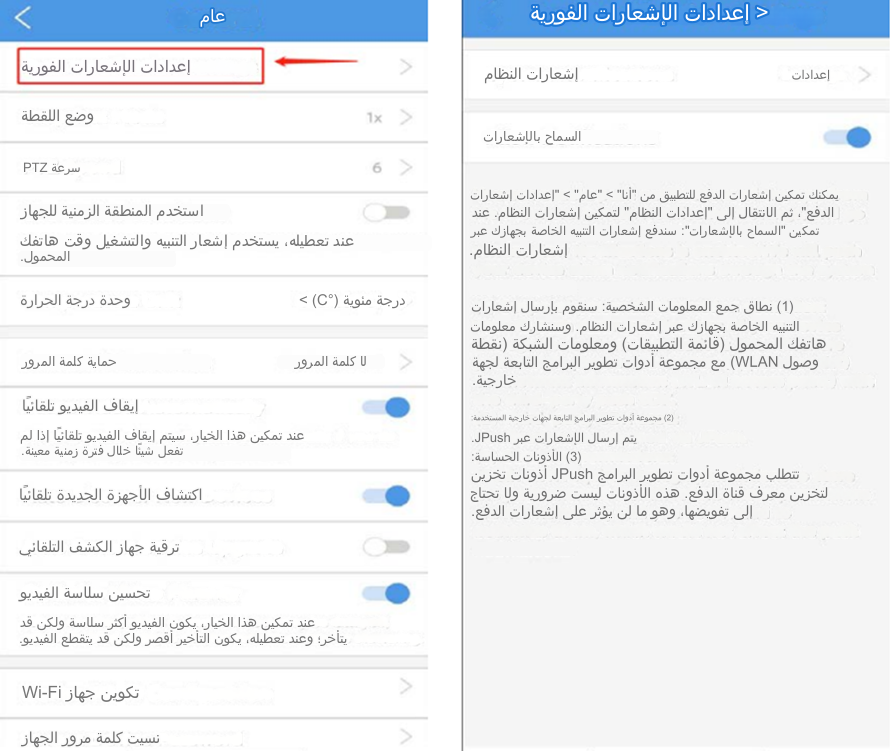 عام
إعدادات الإشعارات الفورية
وضع اللقطة
1x
سرعة PTZ
6
استخدم المنطقة الزمنية للجهاز
عند تعطيله، يستخدم إشعار التنبيه والتشغيل وقت هاتفك
المحمول.
وحدة درجة الحرارة
درجة مئوية (°C) >
حماية كلمة المرور
لا كلمة المرور
إيقاف الفيديو تلقائيًا
عند تمكين هذا الخيار، سيتم إيقاف الفيديو تلقائيًا إذا لم
تفعل شيئًا خلال فترة زمنية معينة.
اكتشاف الأجهزة الجديدة تلقائيًا
ترقية جهاز الكشف التلقائي
تحسين سلاسة الفيديو
عند تمكين هذا الخيار، يكون الفيديو أكثر سلاسة ولكن قد
يتأخر؛ وعند تعطيله، يكون التأخير أقصر ولكن قد يتقطع الفيديو.
تكوين جهاز Wi-Fi
نسيت كلمة مرور الجهاز
< إعدادات الإشعارات الفورية
إشعارات النظام
إعدادات
السماح بالإشعارات
يمكنك تمكين إشعارات الدفع للتطبيق من "أنا" > "عام" > "إعدادات إشعارات
الدفع"، ثم الانتقال إلى "إعدادات النظام" لتمكين إشعارات النظام. عند
تمكين "السماح بالإشعارات": سندفع إشعارات التنبيه الخاصة بجهازك عبر
إشعارات النظام.
(1) نطاق جمع المعلومات الشخصية: سنقوم بإرسال إشعارات
التنبيه الخاصة بجهازك عبر إشعارات النظام. وسنشارك معلومات
هاتفك المحمول (قائمة التطبيقات) ومعلومات الشبكة (نقطة
وصول WLAN) مع مجموعة أدوات تطوير البرامج التابعة لجهة
خارجية.
(2) مجموعة أدوات تطوير البرامج التابعة لجهات خارجية المستخدمة:
يتم إرسال الإشعارات عبر JPush.
(3) الأذونات الحساسة:
تتطلب مجموعة أدوات تطوير البرامج JPush أذونات تخزين
لتخزين معرف قناة الدفع. هذه الأذونات ليست ضرورية ولا تحتاج
إلى تفويضها، وهو ما لن يؤثر على إشعارات الدفع.